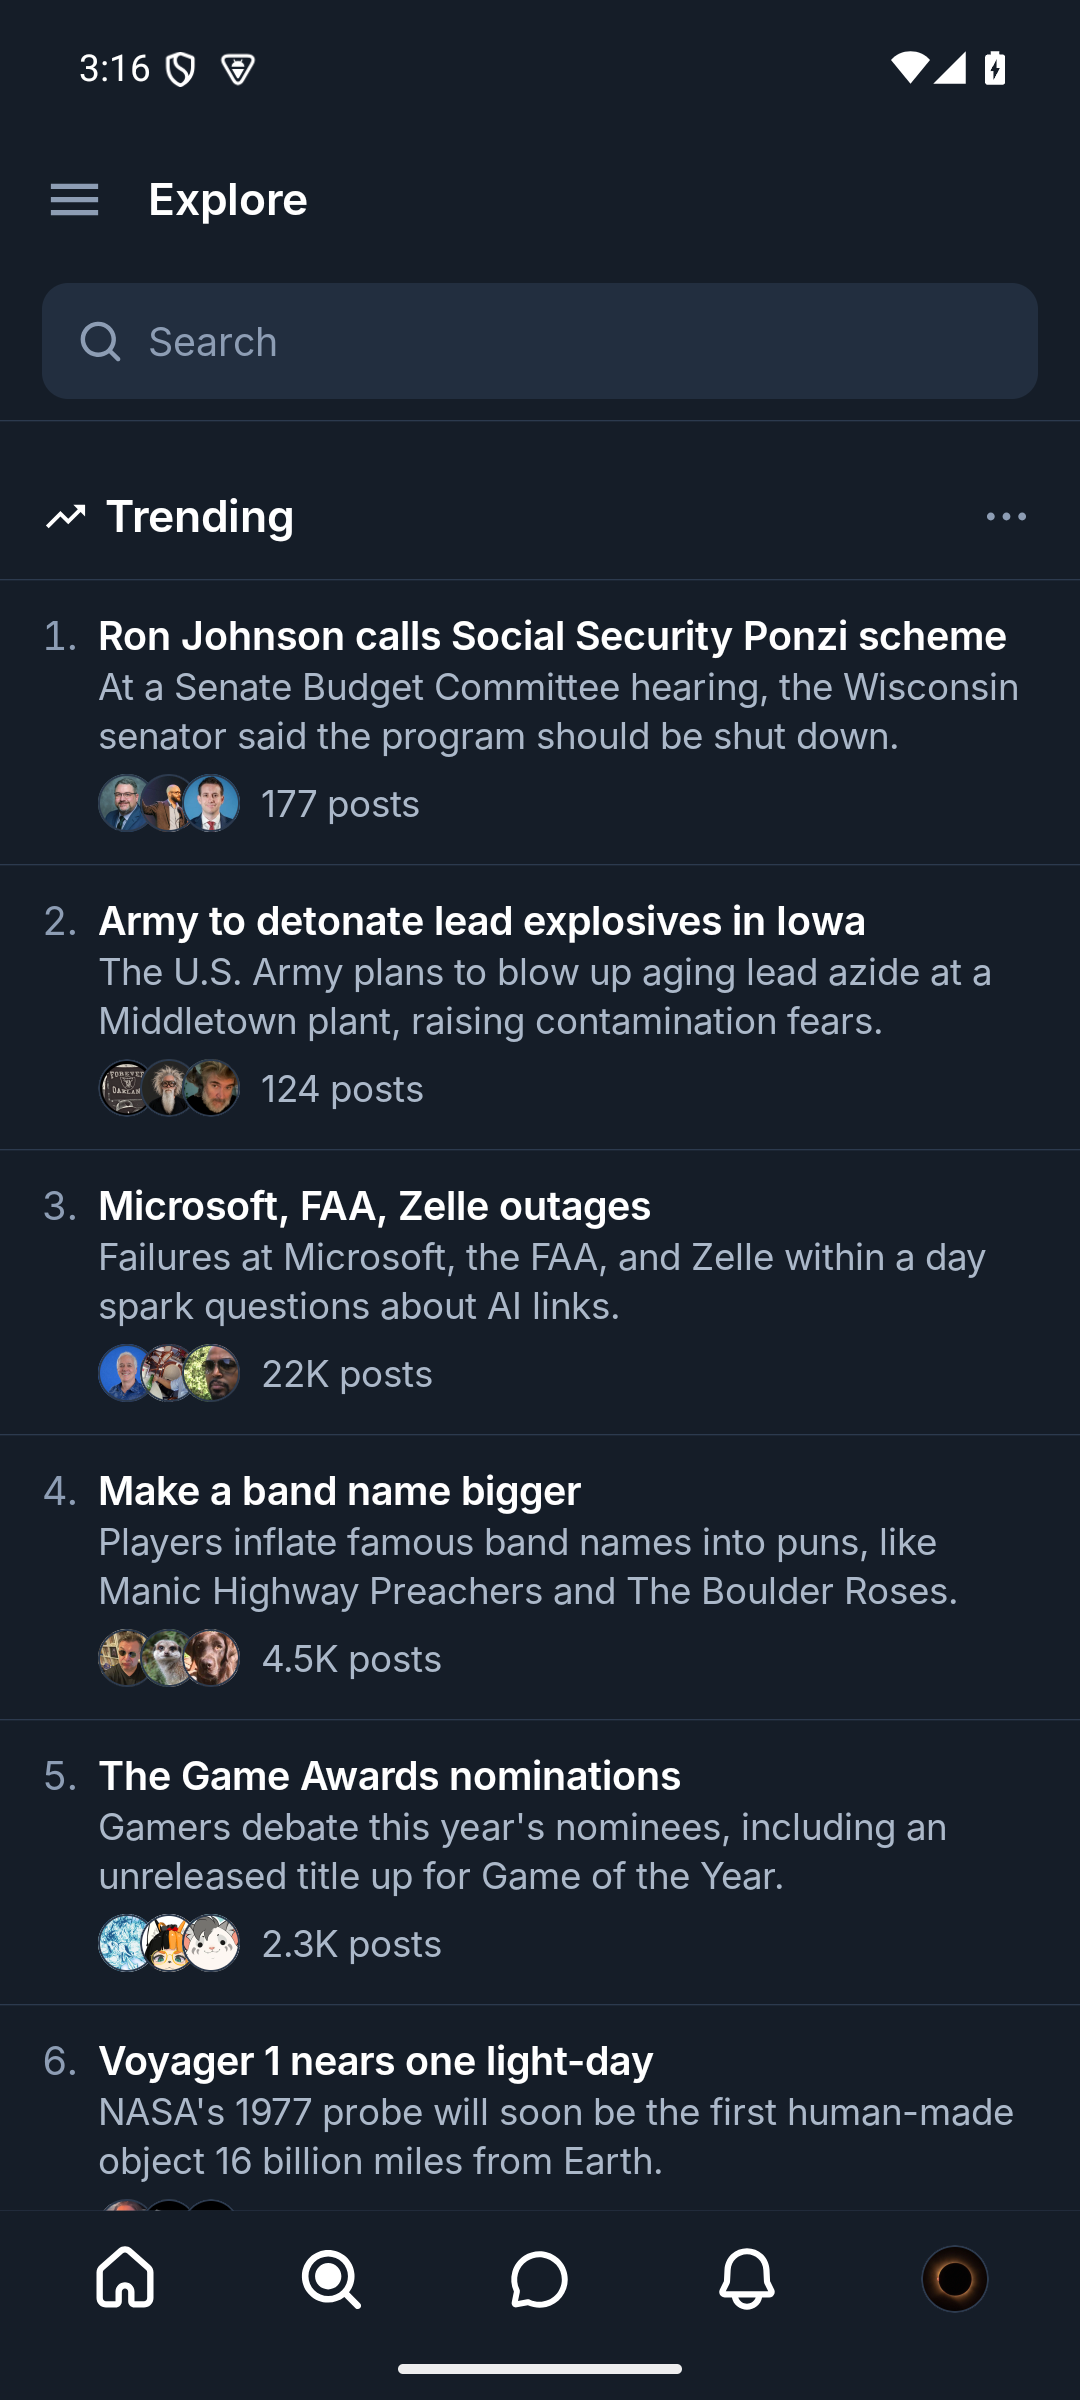 3:16
Explore
Search
Trending
1. Ron Johnson calls Social Security Ponzi scheme
At a Senate Budget Committee hearing, the Wisconsin
senator said the program should be shut down.
177 posts
2. Army to detonate lead explosives in Iowa
The U.S. Army plans to blow up aging lead azide at a
Middletown plant, raising contamination fears.
FOREVER
OAKLAN
124 posts
3. Microsoft, FAA, Zelle outages
Failures at Microsoft, the FAA, and Zelle within a day
spark questions about AI links.
22K posts
4. Make a band name bigger
Players inflate famous band names into puns, like
Manic Highway Preachers and The Boulder Roses.
4.5K posts
5. The Game Awards nominations
Gamers debate this year's nominees, including an
unreleased title up for Game of the Year.
2.3K posts
6. Voyager 1 nears one light-day
NASA's 1977 probe will soon be the first human-made
object 16 billion miles from Earth.